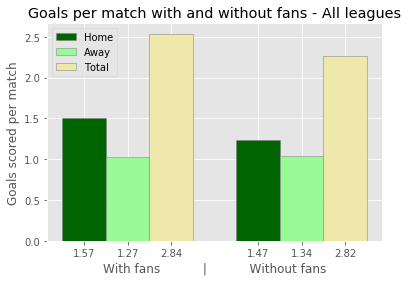 Goals per match with and without fans - All leagues
Goals scored per match
2.5
2.0
1.5
1.0
0.5
0.0
Home
Away
Total
1.57 1.27 2.84 1.47 1.34 2.82
With fans | Without fans